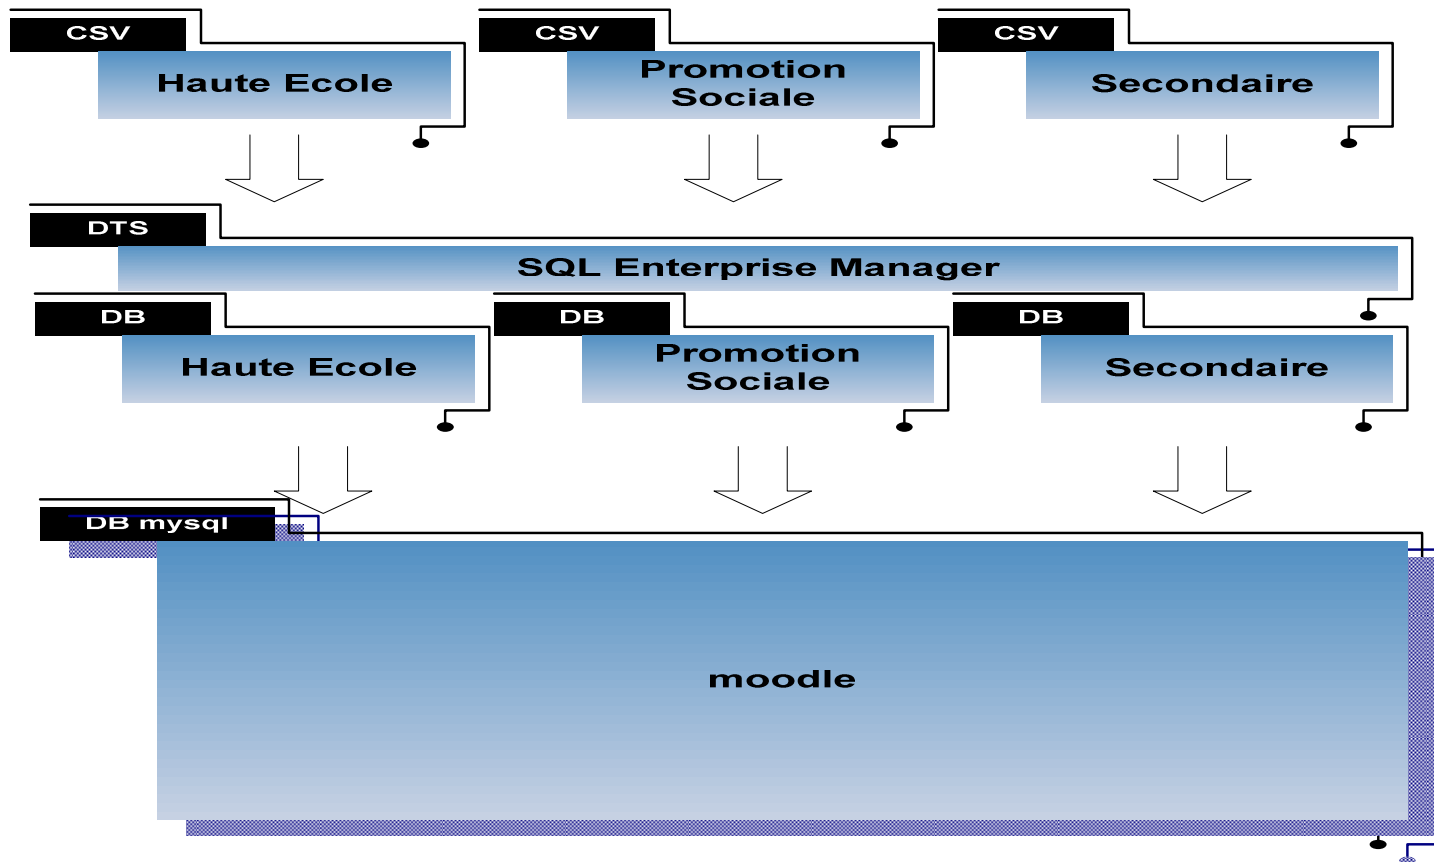 CSV
Haute Ecole
CSV
Promotion
Sociale
CSV
Secondaire
DTS
SQL Enterprise Manager
DB
Haute Ecole
DB
Promotion
Sociale
DB
Secondaire
DB mysql
moodle